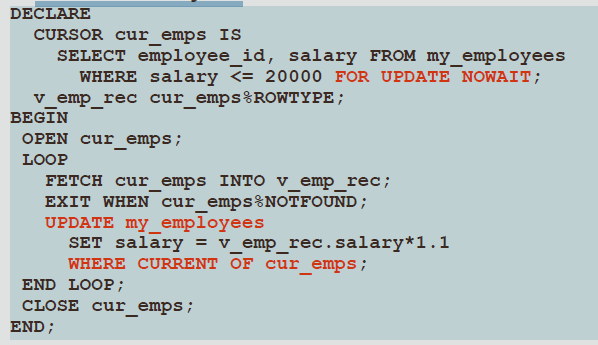 DECLARE
CURSOR cur_emps IS
SELECT employee_id, salary FROM my_employees
WHERE salary <= 20000 FOR UPDATE NOWAIT;
v_emp_rec cur_emps%ROWTYPE;
BEGIN
OPEN cur_emps;
LOOP
FETCH cur_emps INTO v_emp_rec;
EXIT WHEN cur_emps%NOTFOUND;
UPDATE my_employees
SET salary = v_emp_rec.salary*1.1
WHERE CURRENT OF cur_emps;
END LOOP;
CLOSE cur_emps;
END;